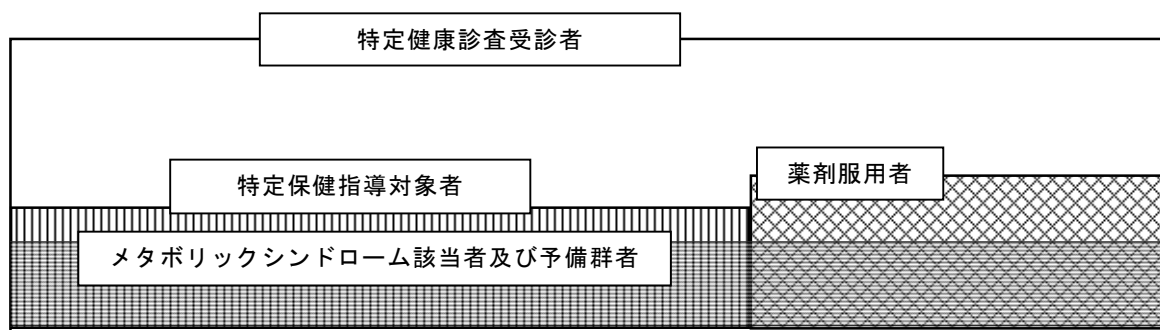 特定健康診査受診者
薬剤服用者
特定保健指導対象者
メタボリックシンドローム該当者及び予備群者